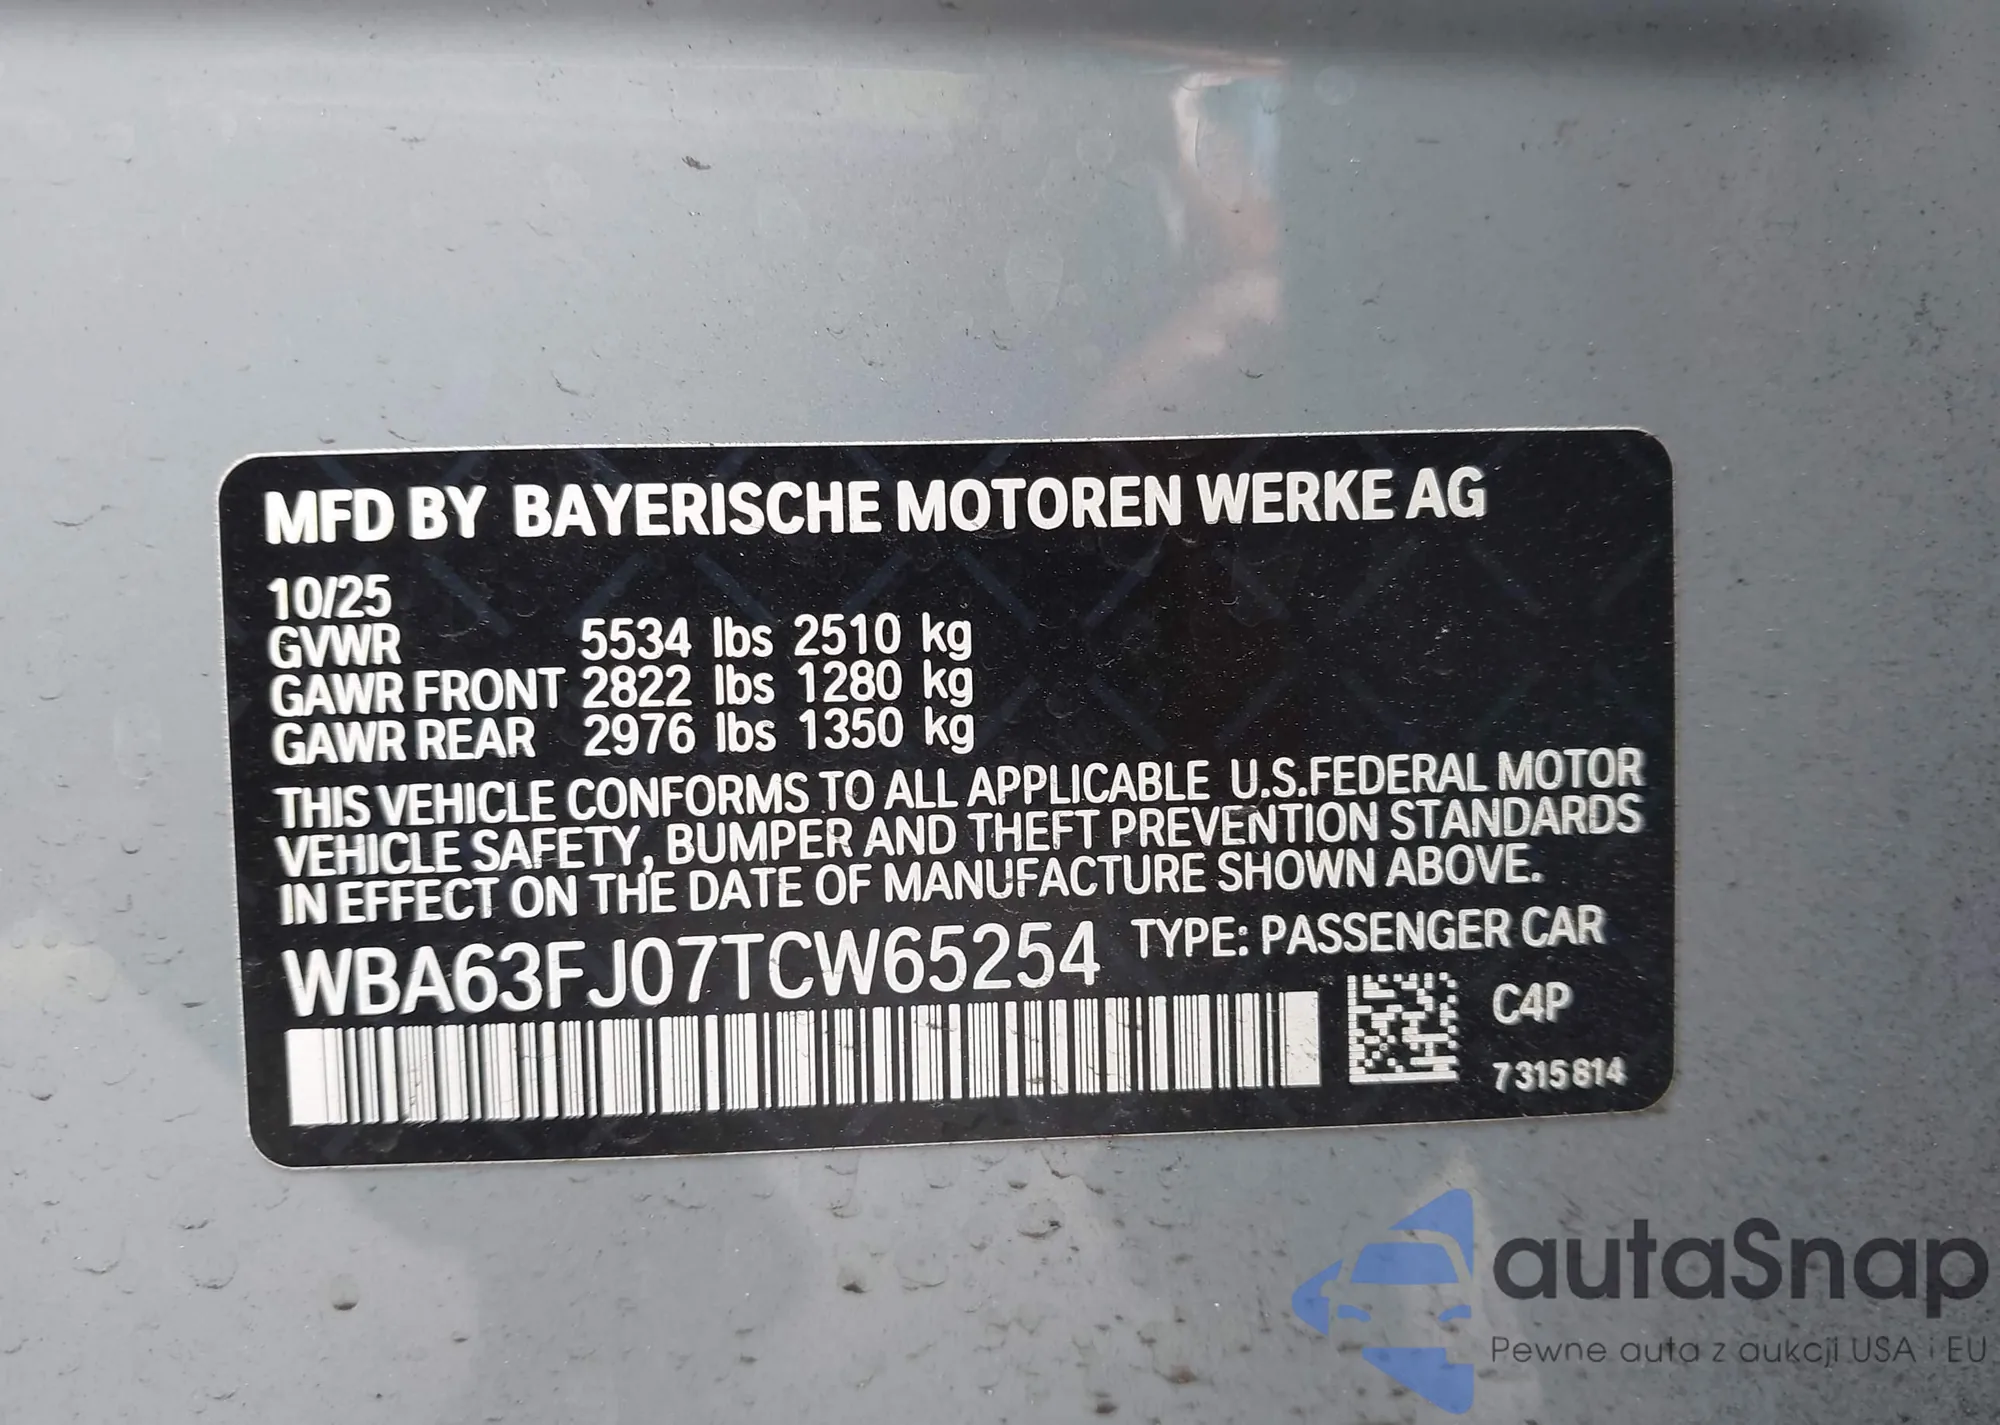 MFD BY BAYERISCHE MOTOREN WERKE AG
10/25
GVWR 5534 lbs 2510 kg
GAWR FRONT 2822 lbs 1280 kg
GAWR REAR 2976 lbs 1350 kg
THIS VEHICLE CONFORMS TO ALL APPLICABLE U.S.FEDERAL MOTOR
VEHICLE SAFETY, BUMPER AND THEFT PREVENTION STANDARDS
IN EFFECT ON THE DATE OF MANUFACTURE SHOWN ABOVE.
WBA63FJ07TCW65254 TYPE: PASSENGER CAR
C4P
7315814
autaSnap
Pewne auta z aukcji USA i EU